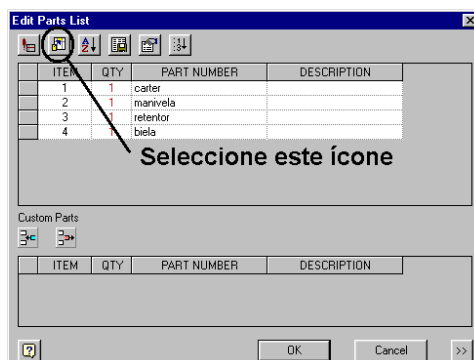 Edit Parts List
ITEM QTY PART NUMBER DESCRIPTION
1 1 carter
2 1 manivela
3 1 retentor
4 1 biela
Seleccione este ícone
Custom Parts
ITEM QTY PART NUMBER DESCRIPTION
OK Cancel >>